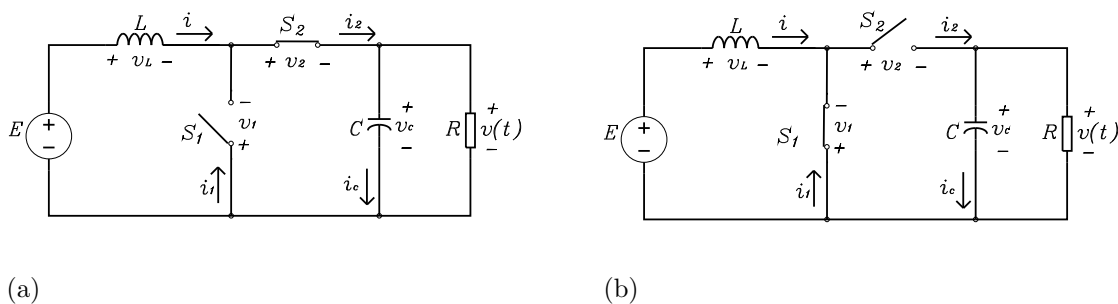 L i S₂ i₂
+ v_L − + v₂ −
E + − S₁ − v₁ + C + v_c − R + v(t) −
i₁ i_c
(a)
L i S₂ i₂
+ v_L − + v₂ −
E + − S₁ − v₁ + C + v_c − R + v(t) −
i₁ i_c
(b)